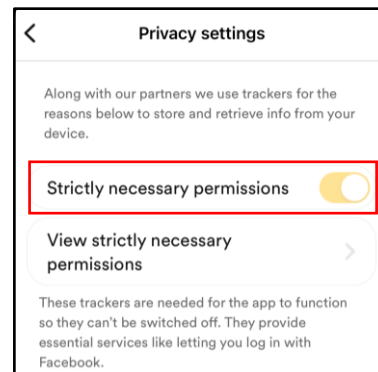 Privacy settings
Along with our partners we use trackers for the
reasons below to store and retrieve info from your
device.
Strictly necessary permissions
View strictly necessary
permissions
These trackers are needed for the app to function
so they can't be switched off. They provide
essential services like letting you log in with
Facebook.